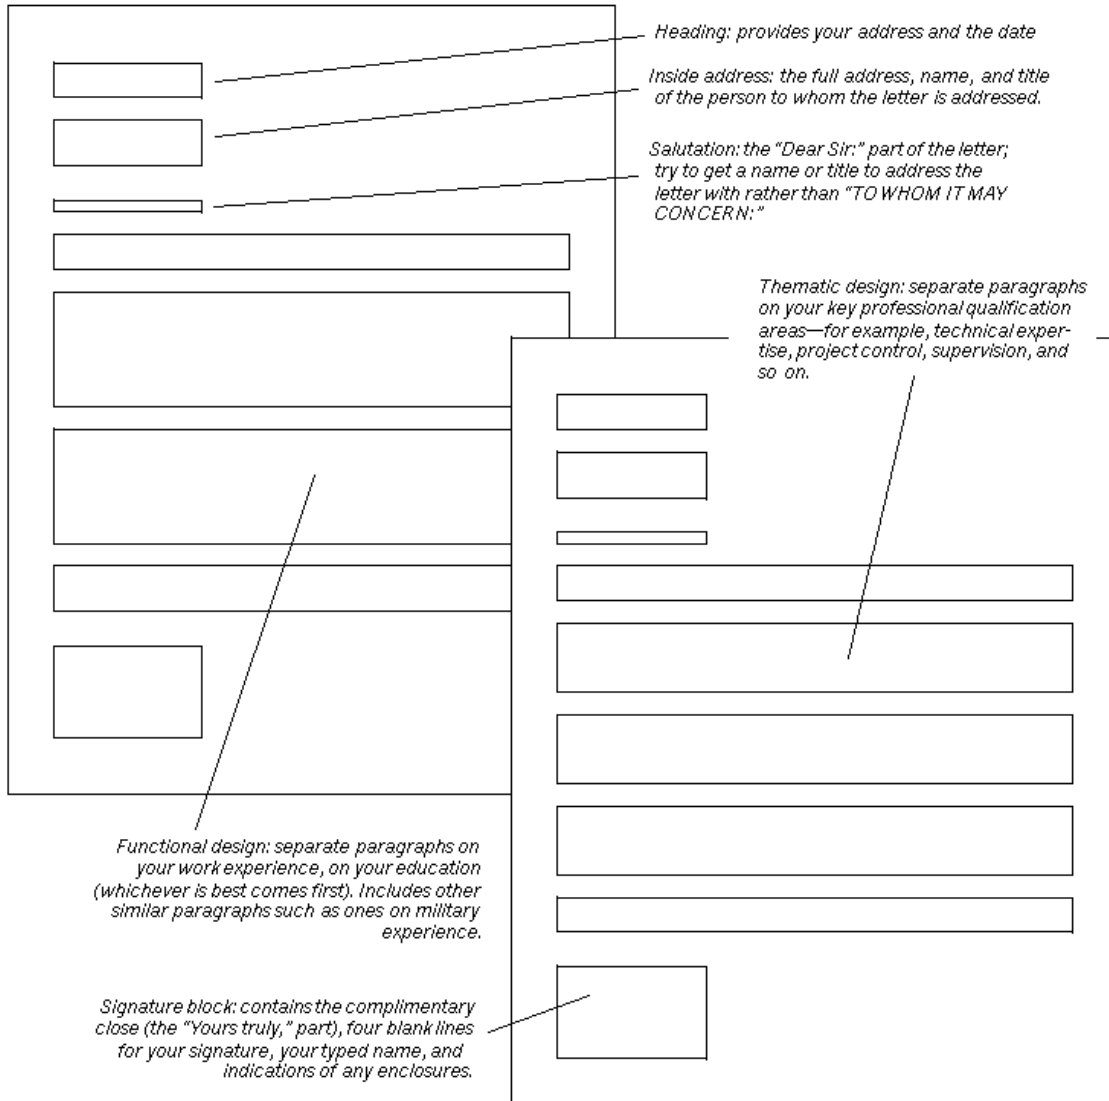 Heading: provides your address and the date
Inside address: the full address, name, and title
of the person to whom the letter is addressed.
Salutation: the “Dear Sir:” part of the letter;
try to get a name or title to address the
letter with rather than “TO WHOM IT MAY
CONCERN:”
Thematic design: separate paragraphs
on your key professional qualification
areas—for example, technical exper-
tise, project control, supervision, and
so on.
Functional design: separate paragraphs on
your work experience, on your education
(whichever is best comes first). Includes other
similar paragraphs such as ones on military
experience.
Signature block: contains the complimentary
close (the “Yours truly,” part), four blank lines
for your signature, your typed name, and
indications of any enclosures.